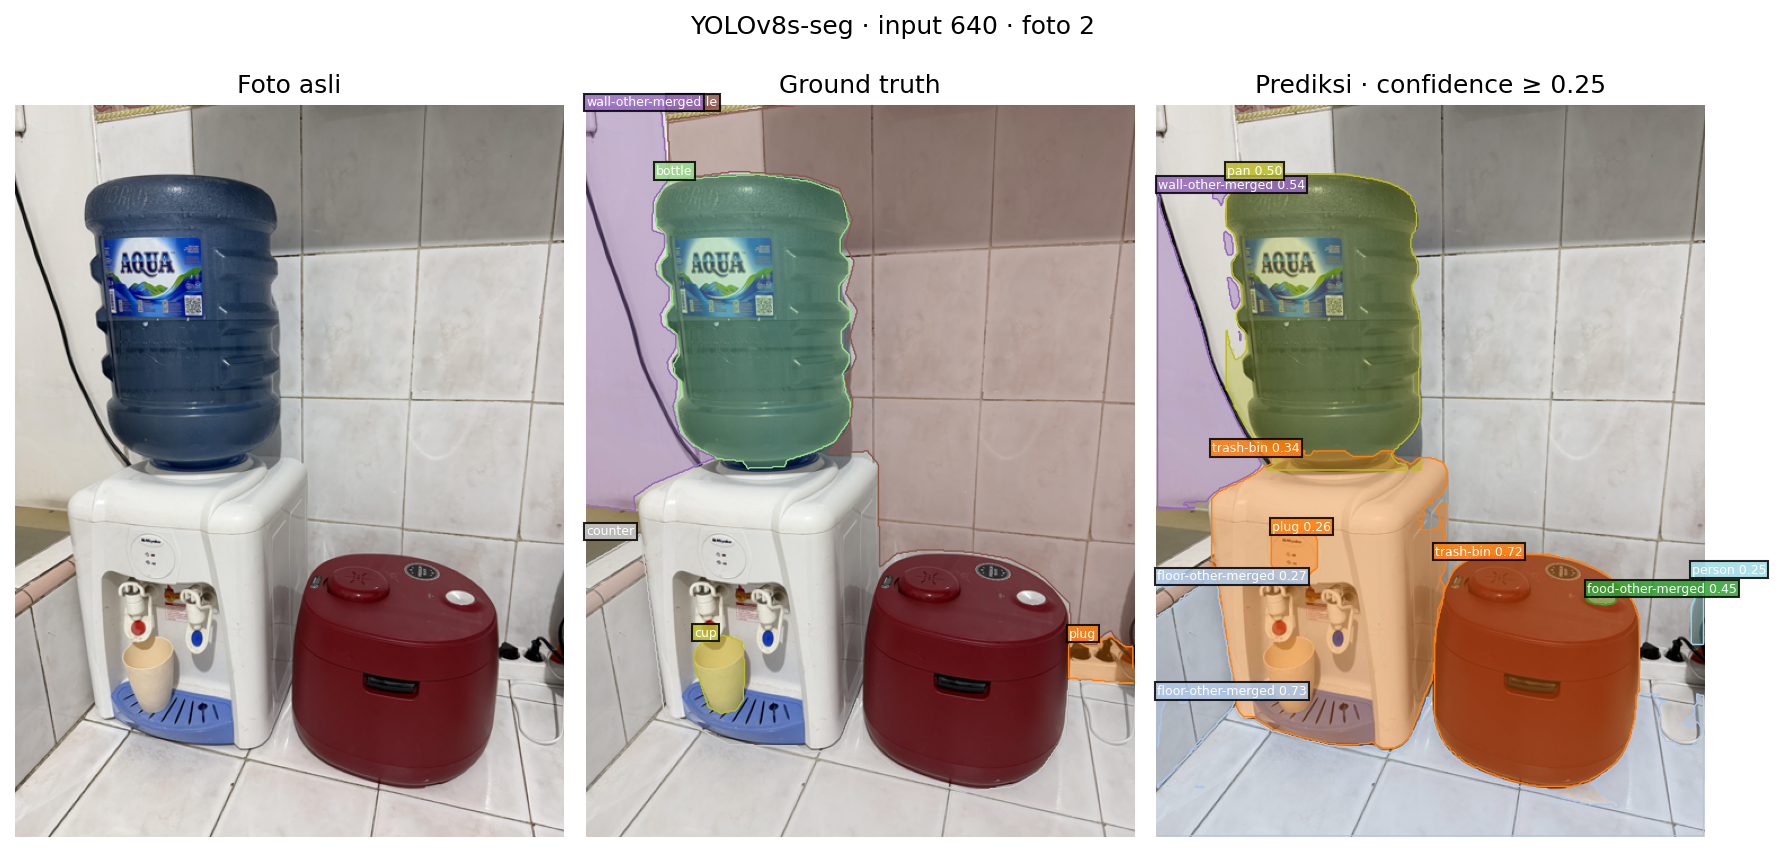 YOLOv8s-seg · input 640 · foto 2
Foto asli
Ground truth
Prediksi · confidence ≥ 0.25
AQUA
wall-other-merged
le
bottle
AQUA
counter
cup
plug
pan 0.50
wall-other-merged 0.54
AQUA
trash-bin 0.34
plug 0.26
trash-bin 0.72
person 0.25
floor-other-merged 0.27
food-other-merged 0.45
floor-other-merged 0.73